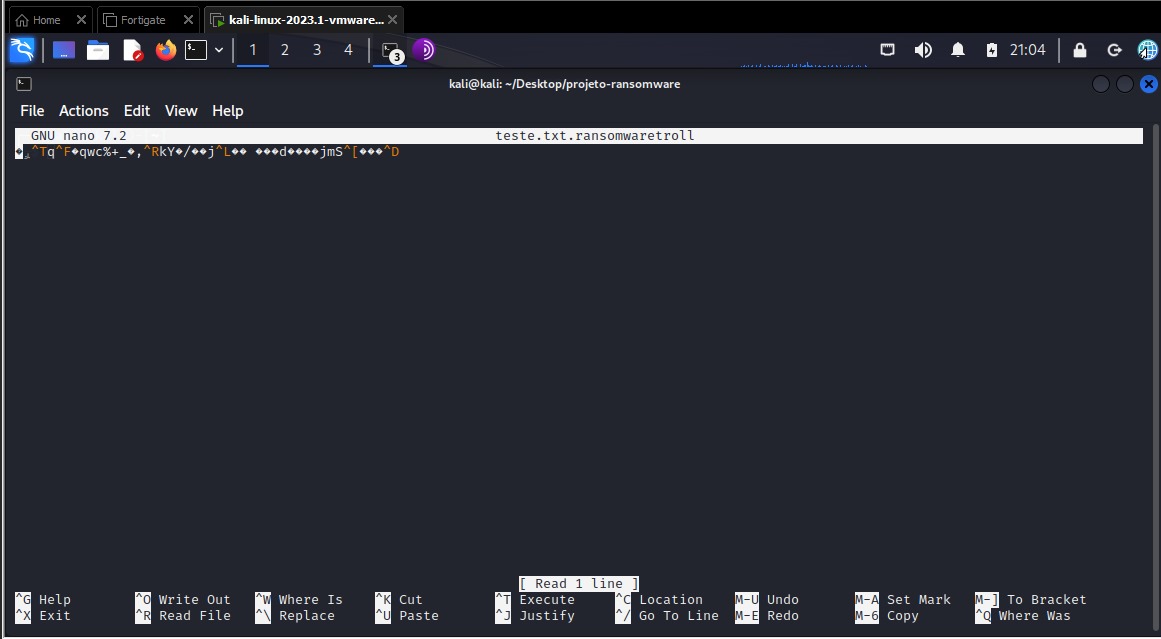 Home
Fortigate
kali-linux-2023.1-vmware...
1 2 3 4
3
21:04
kali@kali: ~/Desktop/projeto-ransomware
File Actions Edit View Help
GNU nano 7.2 teste.txt.ransomwaretroll
^Tq^F�qwc%+_�,^RkY�/��j^L�� ���d����jmS^[���^D
[ Read 1 line ]
^G Help ^O Write Out ^W Where Is ^K Cut ^T Execute ^C Location M-U Undo M-A Set Mark M-] To Bracket
^X Exit ^R Read File ^\ Replace ^U Paste ^J Justify ^/ Go To Line M-E Redo M-6 Copy ^Q Where Was